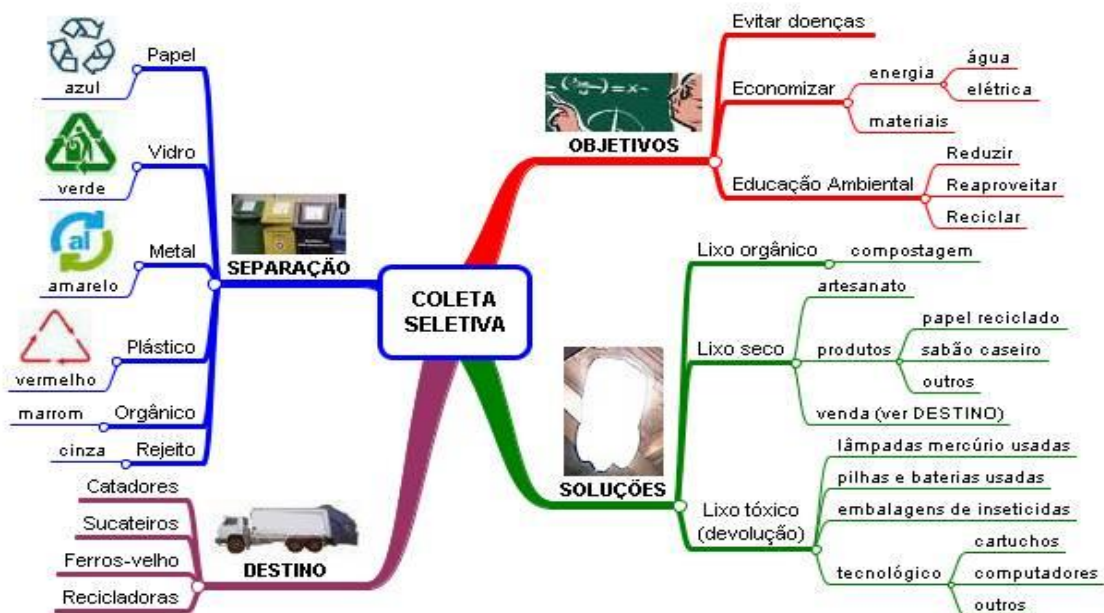 COLETA
SELETIVA
SEPARAÇÃO
Papel
azul
Vidro
verde
Metal
al
amarelo
Plástico
vermelho
Orgânico
marrom
Rejeito
cinza
OBJETIVOS
Evitar doenças
Economizar
energia
água
elétrica
materiais
Educação Ambiental
Reduzir
Reaproveitar
Reciclar
SOLUÇÕES
Lixo orgânico
compostagem
Lixo seco
artesanato
produtos
papel reciclado
sabão caseiro
outros
venda (ver DESTINO)
Lixo tóxico
(devolução)
lâmpadas mercúrio usadas
pilhas e baterias usadas
embalagens de inseticidas
tecnológico
cartuchos
computadores
outros
DESTINO
Catadores
Sucateiros
Ferros-velho
Recicladoras